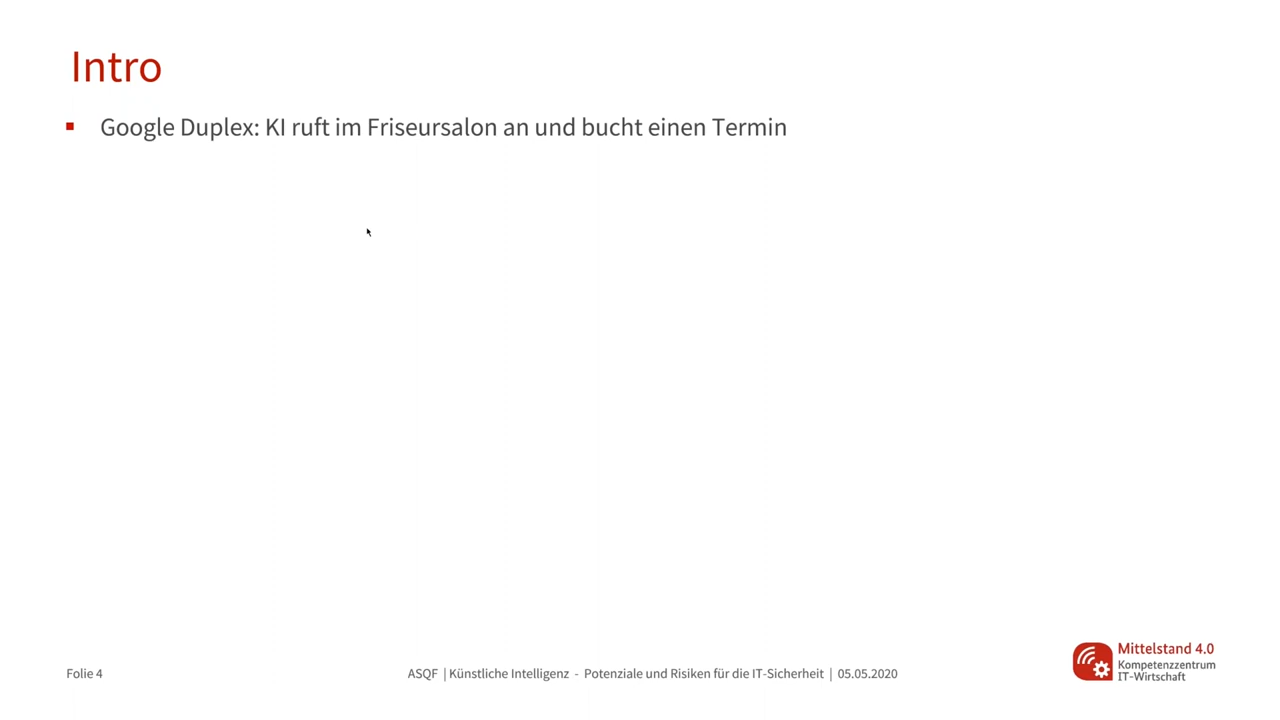 Intro
Google Duplex: KI ruft im Friseursalon an und bucht einen Termin
Folie 4
ASQF | Künstliche Intelligenz - Potenziale und Risiken für die IT-Sicherheit | 05.05.2020
Mittelstand 4.0
Kompetenzzentrum
IT-Wirtschaft